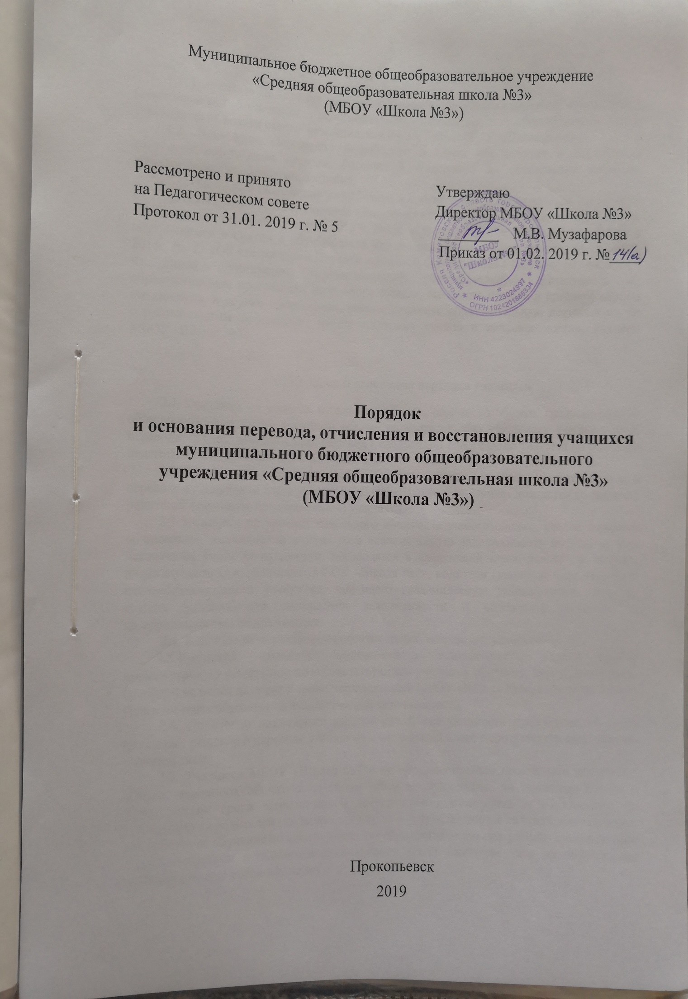 Муниципальное бюджетное общеобразовательное учреждение
«Средняя общеобразовательная школа №3»
(МБОУ «Школа №3»)
Рассмотрено и принято
на Педагогическом совете
Протокол от 31.01. 2019 г. № 5
Утверждаю
Директор МБОУ «Школа №3»
М.В. Музафарова
Приказ от 01.02. 2019 г. № 14(а)
МБОУ
"Школа
ИНН 4223024997
ОГРН 1024201886334
Порядок
и основания перевода, отчисления и восстановления учащихся
муниципального бюджетного общеобразовательного
учреждения «Средняя общеобразовательная школа №3»
(МБОУ «Школа №3»)
Прокопьевск
2019